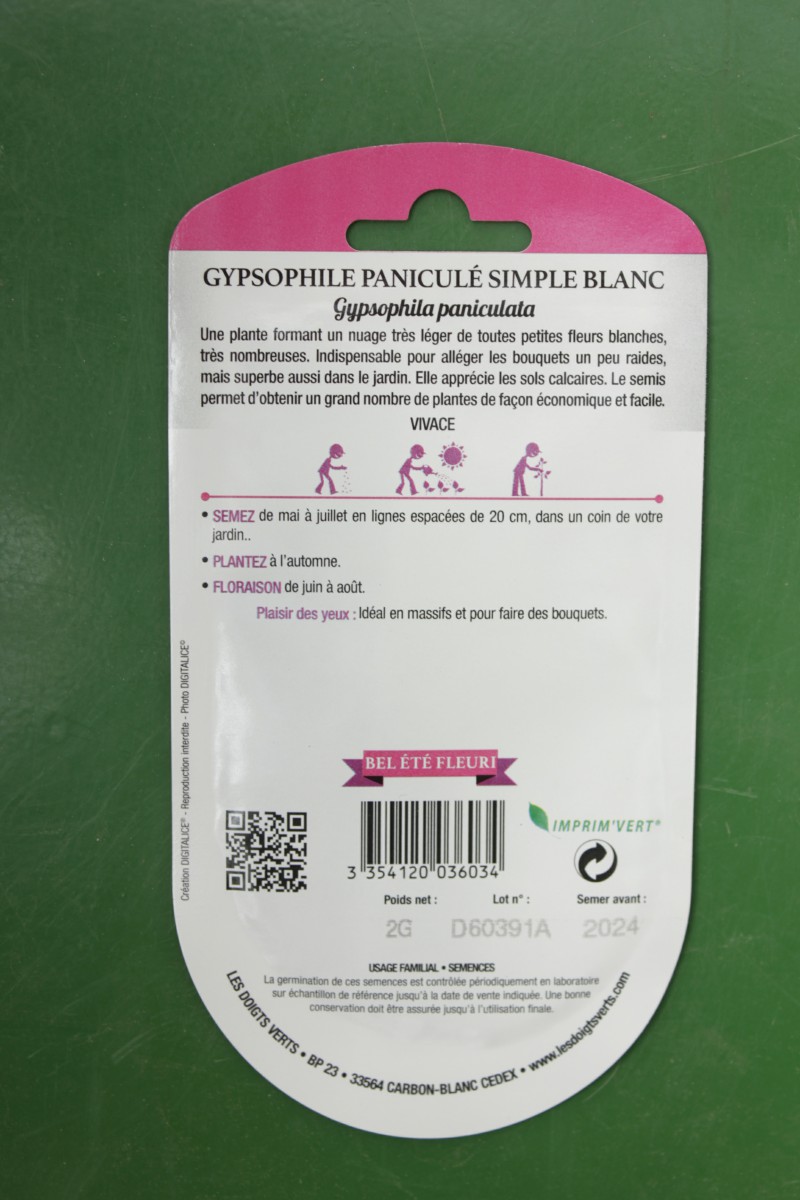 GYPSOPHILE PANICULÉ SIMPLE BLANC
Gypsophila paniculata
Une plante formant un nuage très léger de toutes petites fleurs blanches,
très nombreuses. Indispensable pour alléger les bouquets un peu raides,
mais superbe aussi dans le jardin. Elle apprécie les sols calcaires. Le semis
permet d'obtenir un grand nombre de plantes de façon économique et facile.
VIVACE
• SEMEZ de mai à juillet en lignes espacées de 20 cm, dans un coin de votre
jardin..
• PLANTEZ à l'automne.
• FLORAISON de juin à août.
Plaisir des yeux : Idéal en massifs et pour faire des bouquets.
Création DIGITALICE® - Reproduction interdite - Photo DIGITALICE®
BEL ÉTÉ FLEURI
IMPRIM'VERT®
3 354120 036034
Poids net : Lot n° : Semer avant :
2G D60391A 2024
USAGE FAMILIAL • SEMENCES
La germination de ces semences est contrôlée périodiquement en laboratoire
sur échantillon de référence jusqu'à la date de vente indiquée. Une bonne
conservation doit être assurée jusqu'à l'utilisation finale.
LES DOIGTS VERTS • BP 23 • 33564 CARBON-BLANC CEDEX • www.lesdoigtsverts.com